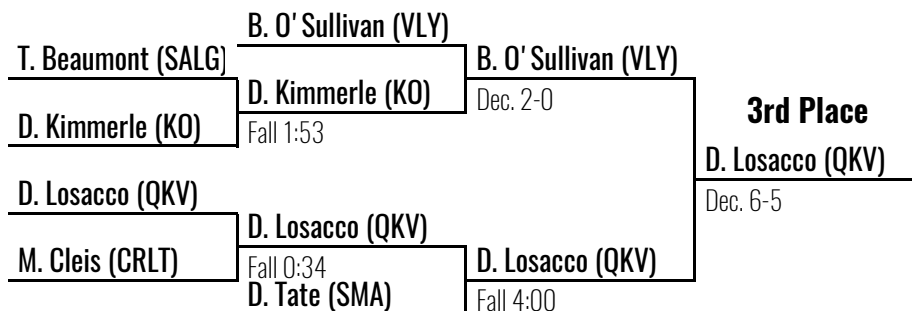 B. O'Sullivan (VLY)
T. Beaumont (SALG)
B. O'Sullivan (VLY)
D. Kimmerle (KO)
Dec. 2-0
3rd Place
D. Kimmerle (KO)
Fall 1:53
D. Losacco (QKV)
D. Losacco (QKV)
Dec. 6-5
D. Losacco (QKV)
M. Cleis (CRLT)
Fall 0:34
D. Losacco (QKV)
D. Tate (SMA)
Fall 4:00